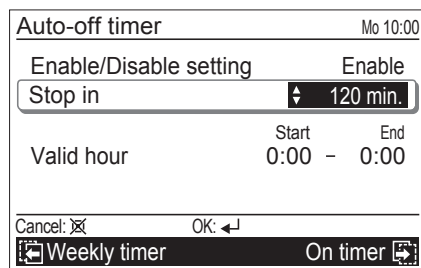 Auto-off timer Mo 10:00
Enable/Disable setting Enable
Stop in 120 min.
Start End
Valid hour 0:00 – 0:00
Cancel: OK:
Weekly timer On timer